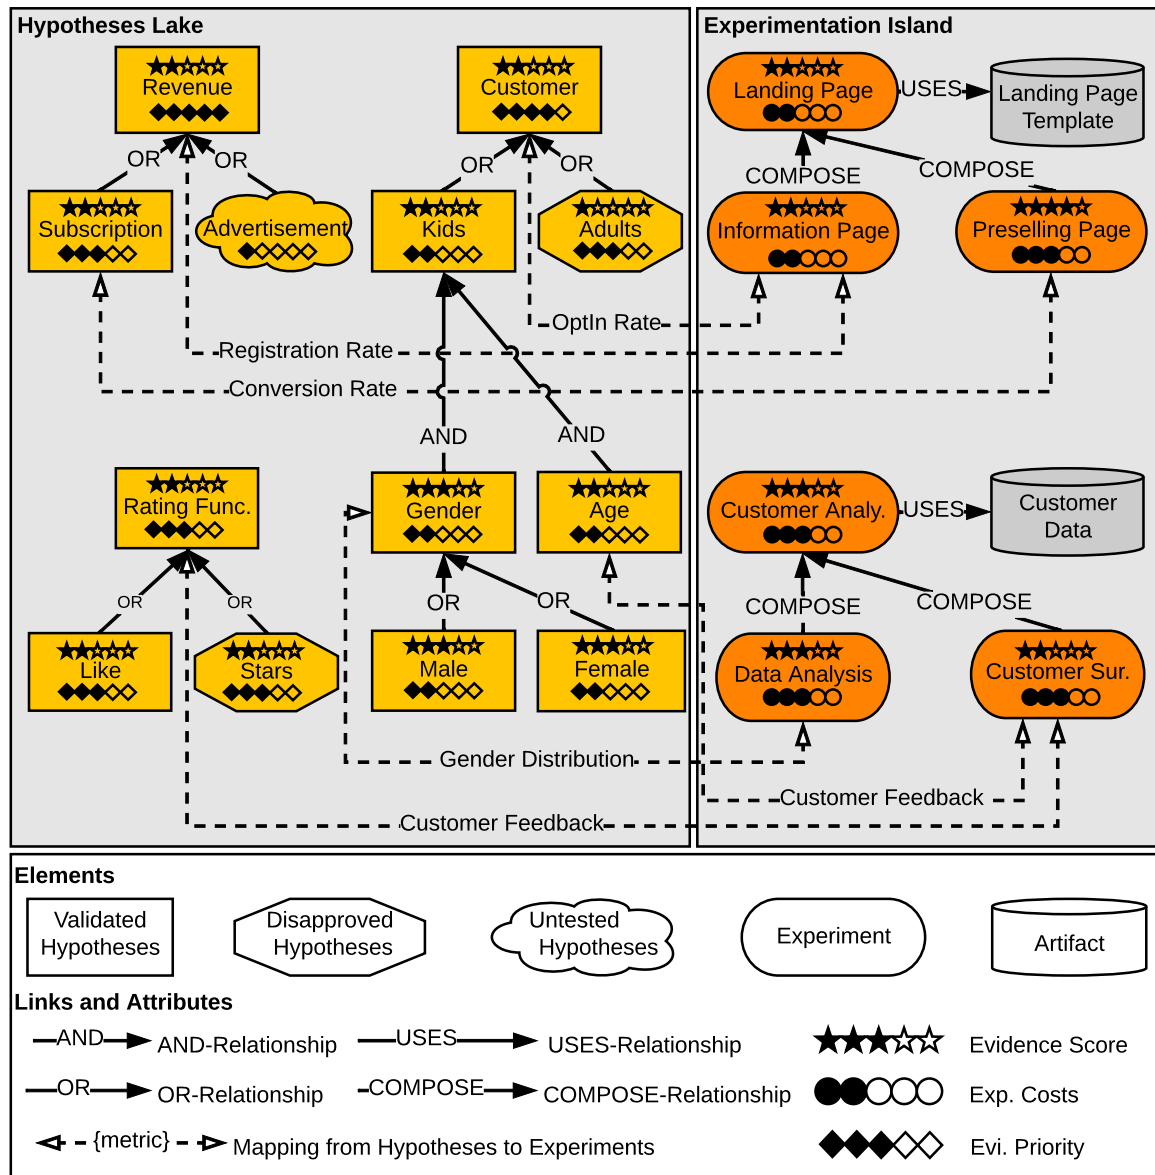 Hypotheses Lake
Experimentation Island
Revenue
Customer
Landing Page
USES
Landing Page
Template
OR
OR
OR
OR
COMPOSE
COMPOSE
Subscription
Advertisement
Kids
Adults
Information Page
Preselling Page
OptIn Rate
Registration Rate
Conversion Rate
AND
AND
Rating Func.
Gender
Age
Customer Analy.
USES
Customer
Data
OR
OR
OR
OR
COMPOSE
COMPOSE
Like
Stars
Male
Female
Data Analysis
Customer Sur.
Gender Distribution
Customer Feedback
Customer Feedback
Elements
Validated
Hypotheses
Disapproved
Hypotheses
Untested
Hypotheses
Experiment
Artifact
Links and Attributes
AND
AND-Relationship
USES
USES-Relationship
Evidence Score
OR
OR-Relationship
COMPOSE
COMPOSE-Relationship
Exp. Costs
{metric}
Mapping from Hypotheses to Experiments
Evi. Priority